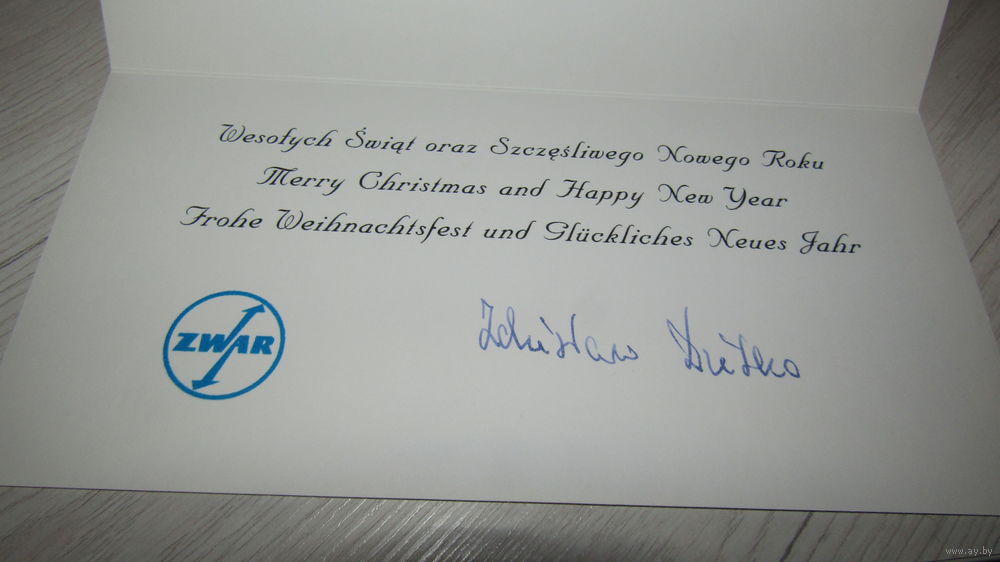 Wesołych Świąt oraz Szczęśliwego Nowego Roku
Merry Christmas and Happy New Year
Frohe Weihnachtsfest und Glückliches Neues Jahr
ZWAR
Zdzisław
www.ay.by